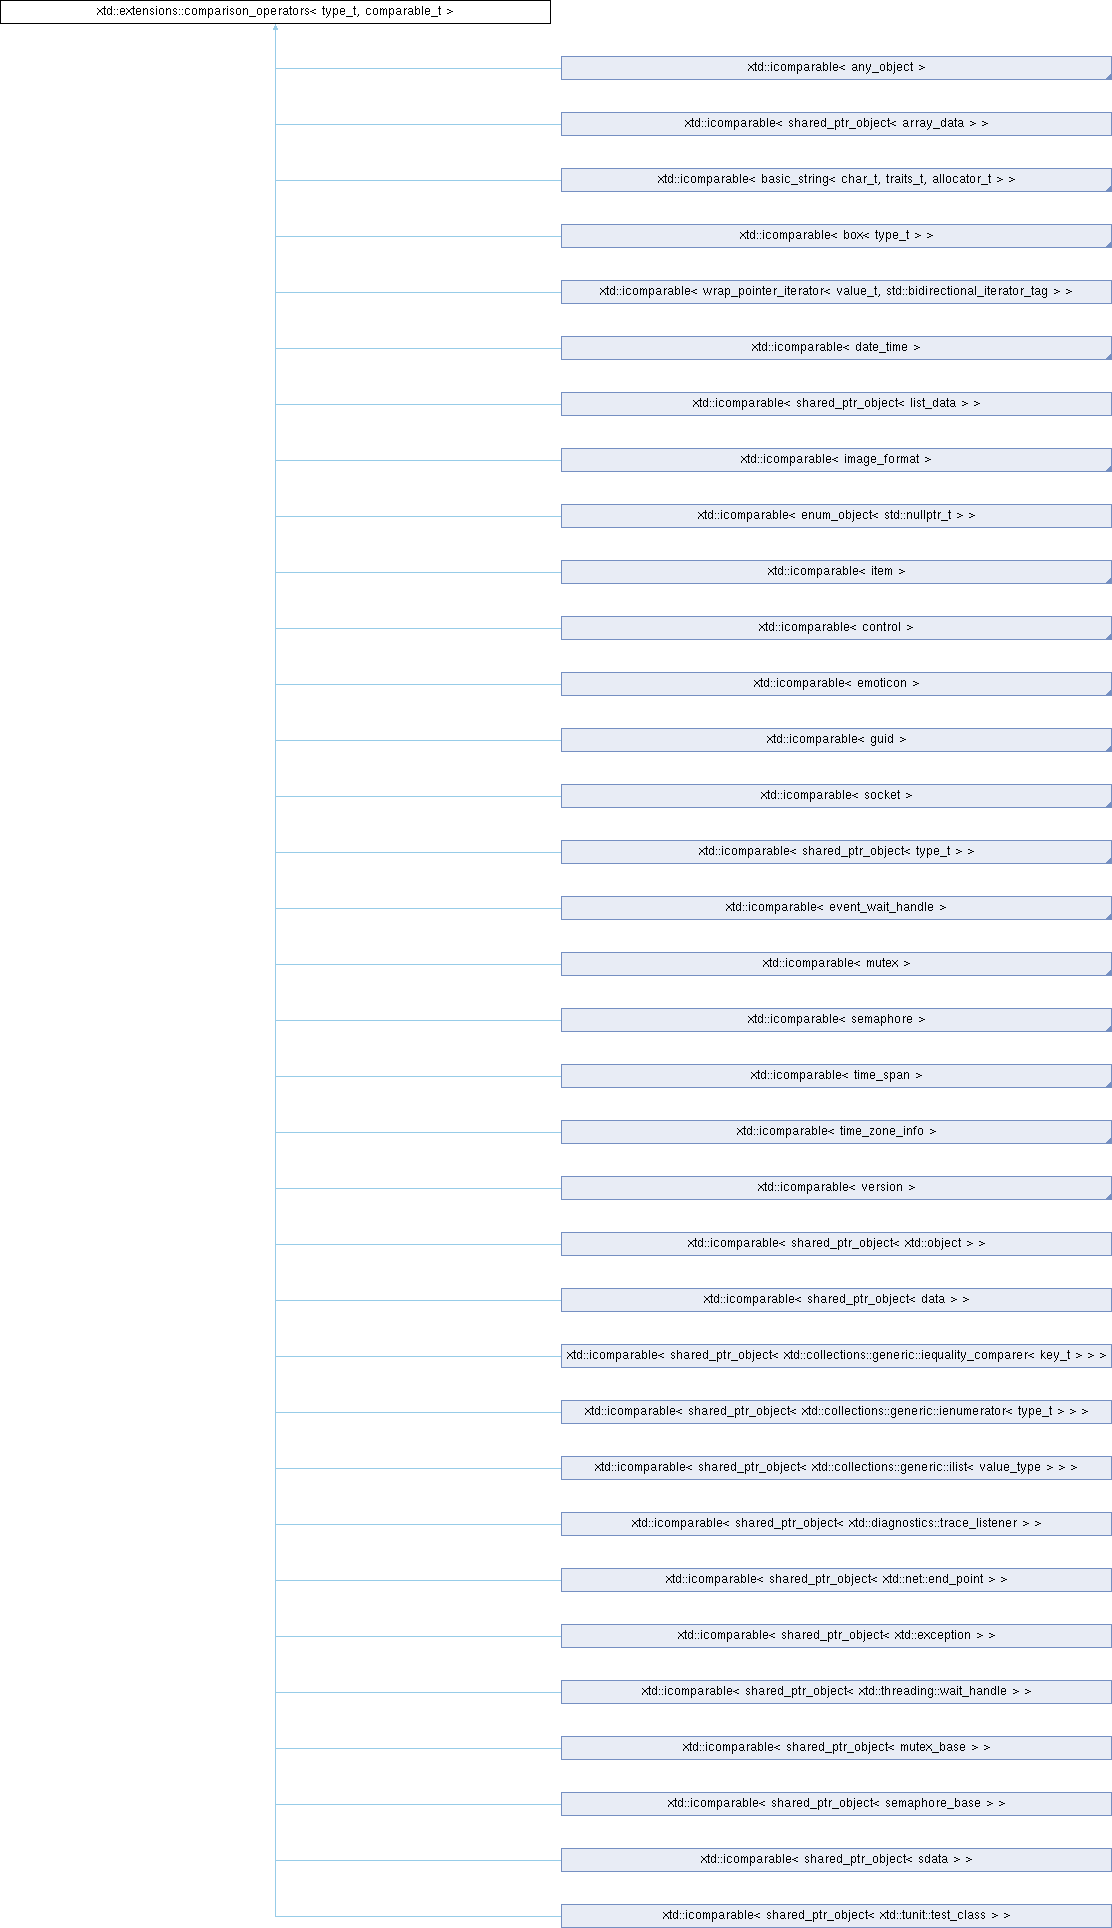 xtd::extensions::comparison_operators< type_t, comparable_t >
xtd::icomparable< any_object >
xtd::icomparable< shared_ptr_object< array_data > >
xtd::icomparable< basic_string< char_t, traits_t, allocator_t > >
xtd::icomparable< box< type_t > >
xtd::icomparable< wrap_pointer_iterator< value_t, std::bidirectional_iterator_tag > >
xtd::icomparable< date_time >
xtd::icomparable< shared_ptr_object< list_data > >
xtd::icomparable< image_format >
xtd::icomparable< enum_object< std::nullptr_t > >
xtd::icomparable< item >
xtd::icomparable< control >
xtd::icomparable< emoticon >
xtd::icomparable< guid >
xtd::icomparable< socket >
xtd::icomparable< shared_ptr_object< type_t > >
xtd::icomparable< event_wait_handle >
xtd::icomparable< mutex >
xtd::icomparable< semaphore >
xtd::icomparable< time_span >
xtd::icomparable< time_zone_info >
xtd::icomparable< version >
xtd::icomparable< shared_ptr_object< xtd::object > >
xtd::icomparable< shared_ptr_object< data > >
xtd::icomparable< shared_ptr_object< xtd::collections::generic::iequality_comparer< key_t > > >
xtd::icomparable< shared_ptr_object< xtd::collections::generic::ienumerator< type_t > > >
xtd::icomparable< shared_ptr_object< xtd::collections::generic::ilist< value_type > > >
xtd::icomparable< shared_ptr_object< xtd::diagnostics::trace_listener > >
xtd::icomparable< shared_ptr_object< xtd::net::end_point > >
xtd::icomparable< shared_ptr_object< xtd::exception > >
xtd::icomparable< shared_ptr_object< xtd::threading::wait_handle > >
xtd::icomparable< shared_ptr_object< mutex_base > >
xtd::icomparable< shared_ptr_object< semaphore_base > >
xtd::icomparable< shared_ptr_object< sdata > >
xtd::icomparable< shared_ptr_object< xtd::tunit::test_class > >